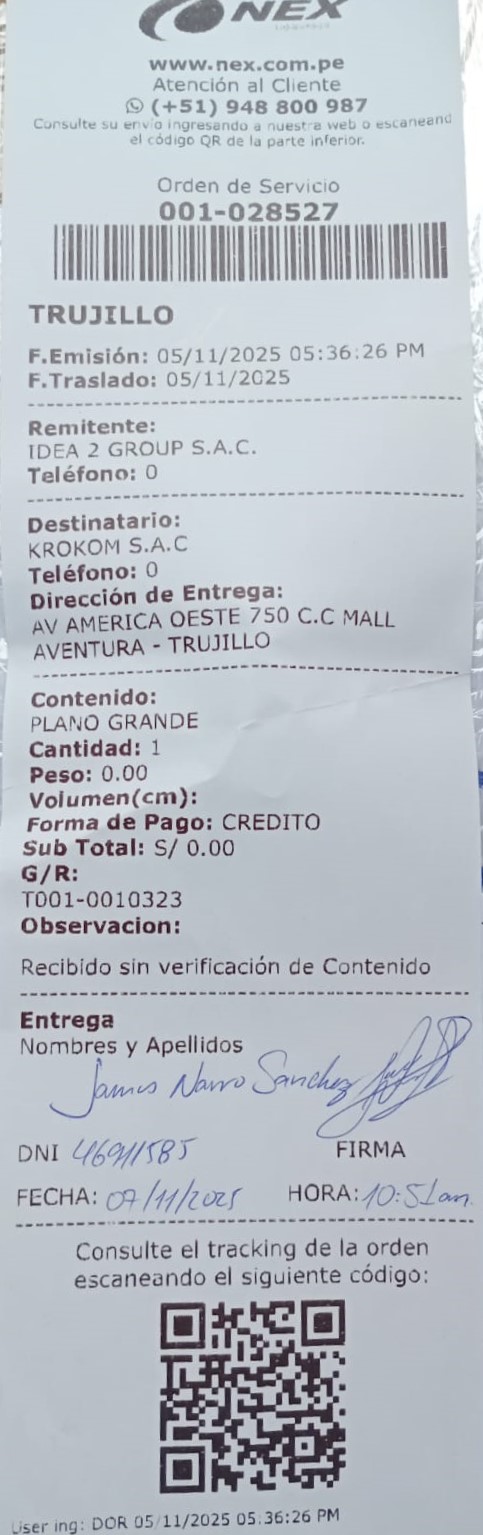 NEX
www.nex.com.pe
Atención al Cliente
(+51) 948 800 987
Consulte su envío ingresando a nuestra web o escaneand
el código QR de la parte inferior.
Orden de Servicio
001-028527
TRUJILLO
F.Emisión: 05/11/2025 05:36:26 PM
F.Traslado: 05/11/2025
Remitente:
IDEA 2 GROUP S.A.C.
Teléfono: 0
Destinatario:
KROKOM S.A.C
Teléfono: 0
Dirección de Entrega:
AV AMERICA OESTE 750 C.C MALL
AVENTURA - TRUJILLO
Contenido:
PLANO GRANDE
Cantidad: 1
Peso: 0.00
Volumen(cm):
Forma de Pago: CREDITO
Sub Total: S/ 0.00
G/R:
T001-0010323
Observacion:
Recibido sin verificación de Contenido
Entrega
Nombres y Apellidos
Sanchez
DNI 46911585 FIRMA
FECHA: 07/11/2025 HORA: 10:51am
Consulte el tracking de la orden
escaneando el siguiente código:
User ing: DOR 05/11/2025 05:36:26 PM